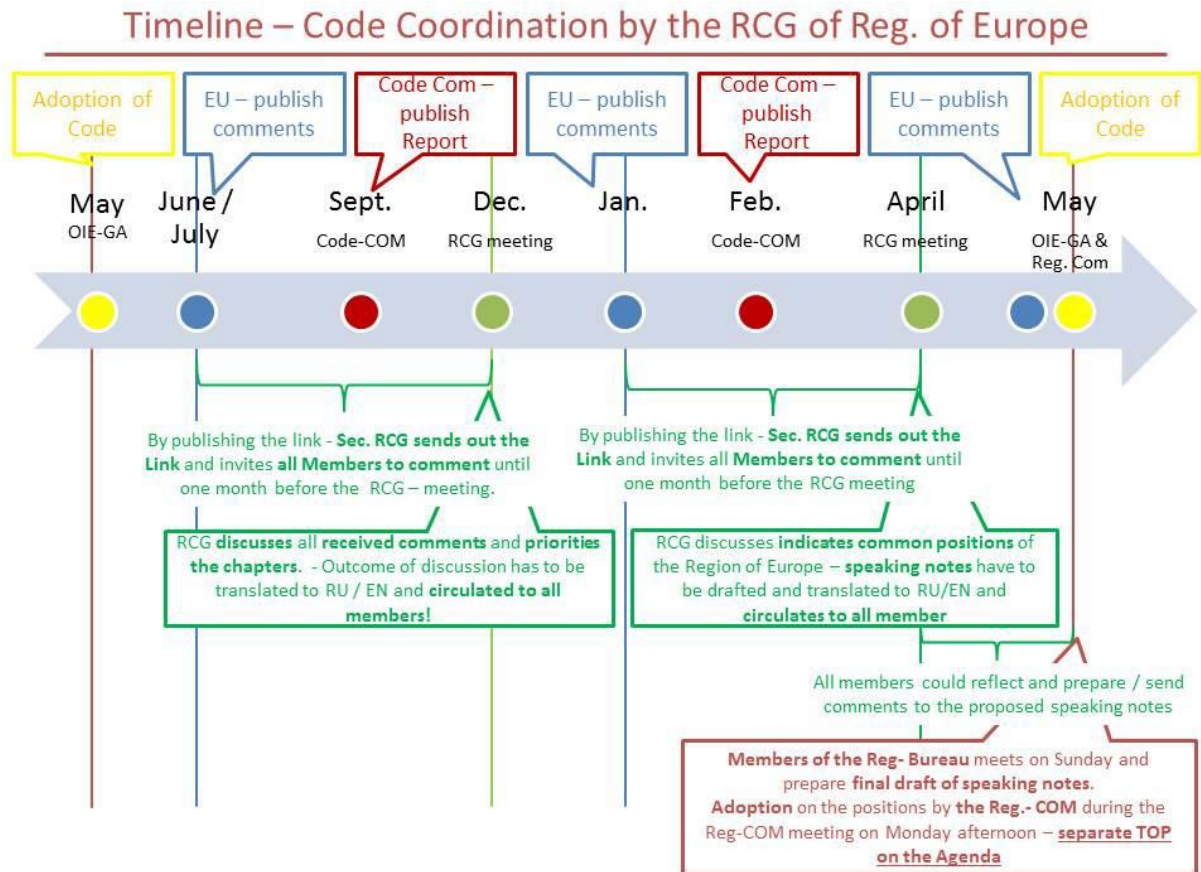 Timeline – Code Coordination by the RCG of Reg. of Europe
Adoption of
Code
EU – publish
comments
Code Com –
publish
Report
EU – publish
comments
Code Com –
publish
Report
EU – publish
comments
Adoption of
Code
May
OIE-GA
June /
July
Sept.
Code-COM
Dec.
RCG meeting
Jan.
Feb.
Code-COM
April
RCG meeting
May
OIE-GA &
Reg. Com
By publishing the link - Sec. RCG sends out the
Link and invites all Members to comment until
one month before the RCG – meeting.
By publishing the link - Sec. RCG sends out the
Link and invites all Members to comment until
one month before the RCG meeting
RCG discusses all received comments and priorities
the chapters. - Outcome of discussion has to be
translated to RU / EN and circulated to all
members!
RCG discusses indicates common positions of
the Region of Europe – speaking notes have to
be drafted and translated to RU/EN and
circulates to all member
All members could reflect and prepare / send
comments to the proposed speaking notes
Members of the Reg- Bureau meets on Sunday and
prepare final draft of speaking notes.
Adoption on the positions by the Reg.- COM during the
Reg-COM meeting on Monday afternoon – separate TOP
on the Agenda